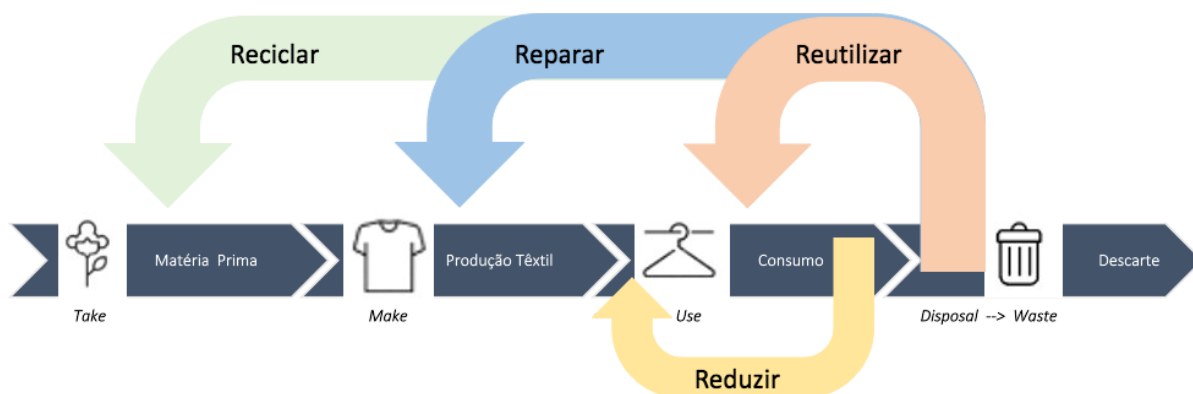 Reciclar
Reparar
Reutilizar
Matéria Prima
Produção Têxtil
Consumo
Descarte
Take
Make
Use
Disposal --> Waste
Reduzir